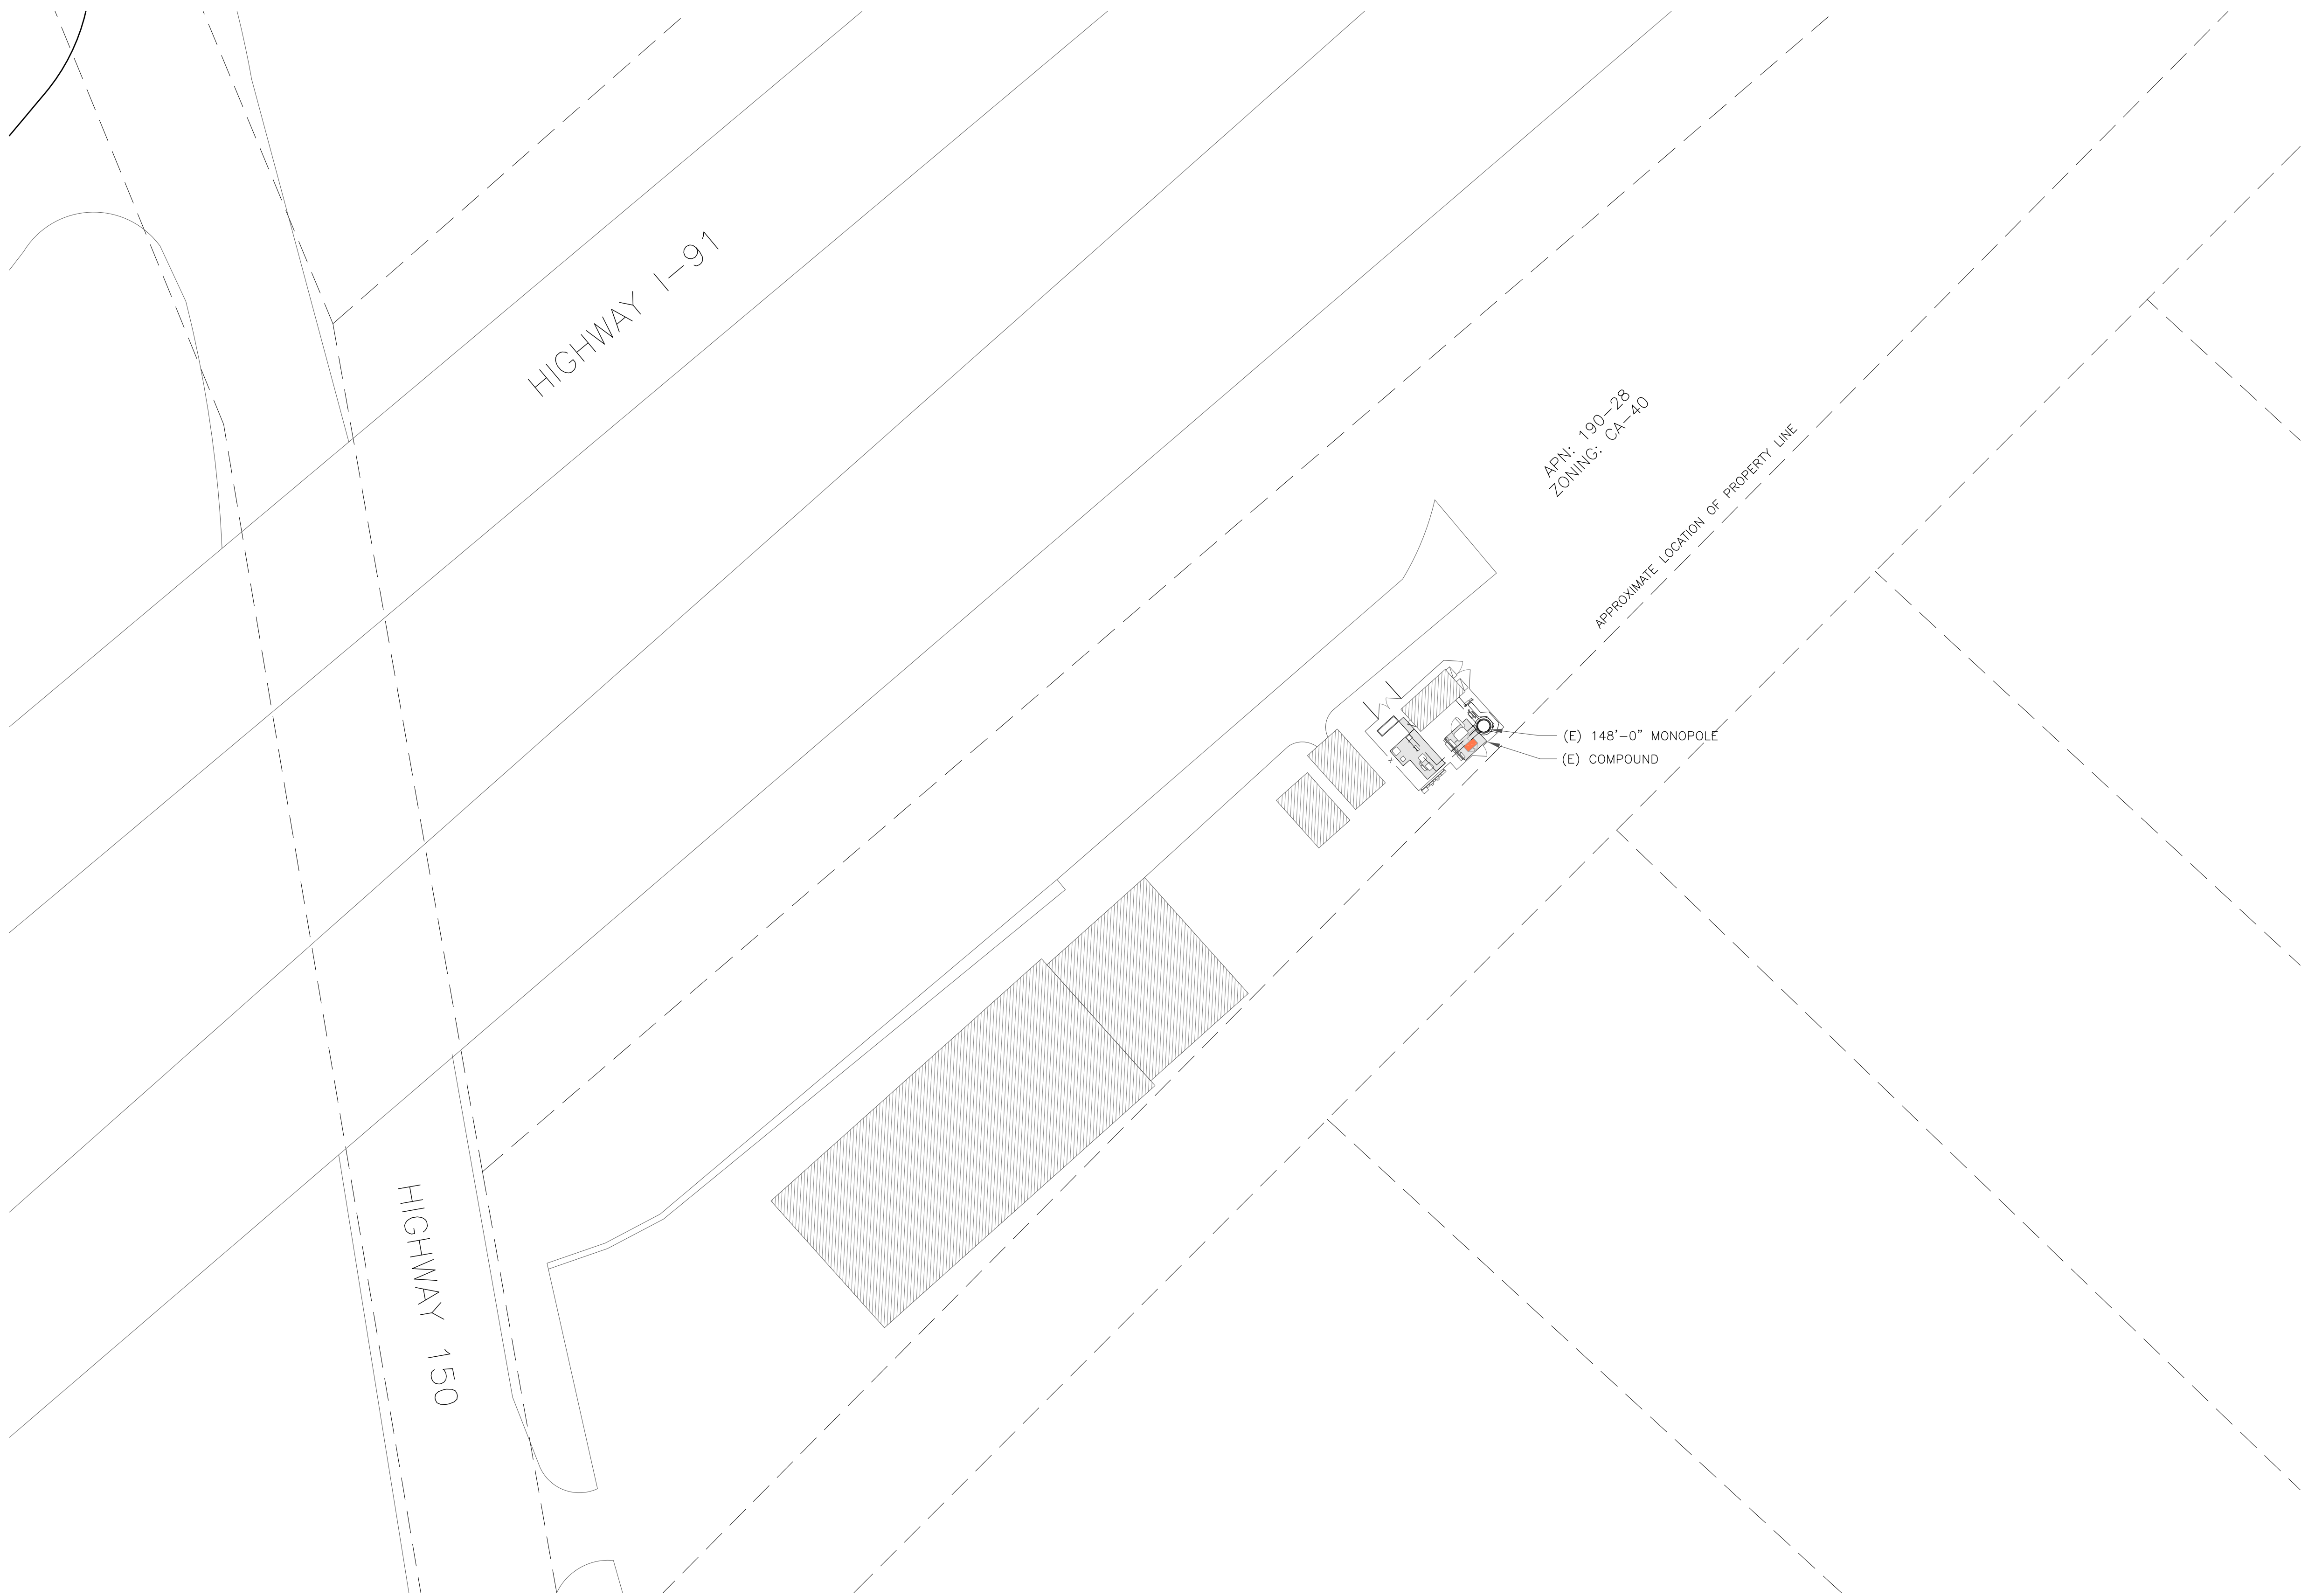 HIGHWAY I-91
APN: 190-28
ZONING: CA-40
APPROXIMATE LOCATION OF PROPERTY LINE
(E) 148'-0" MONOPOLE
(E) COMPOUND
HIGHWAY 150